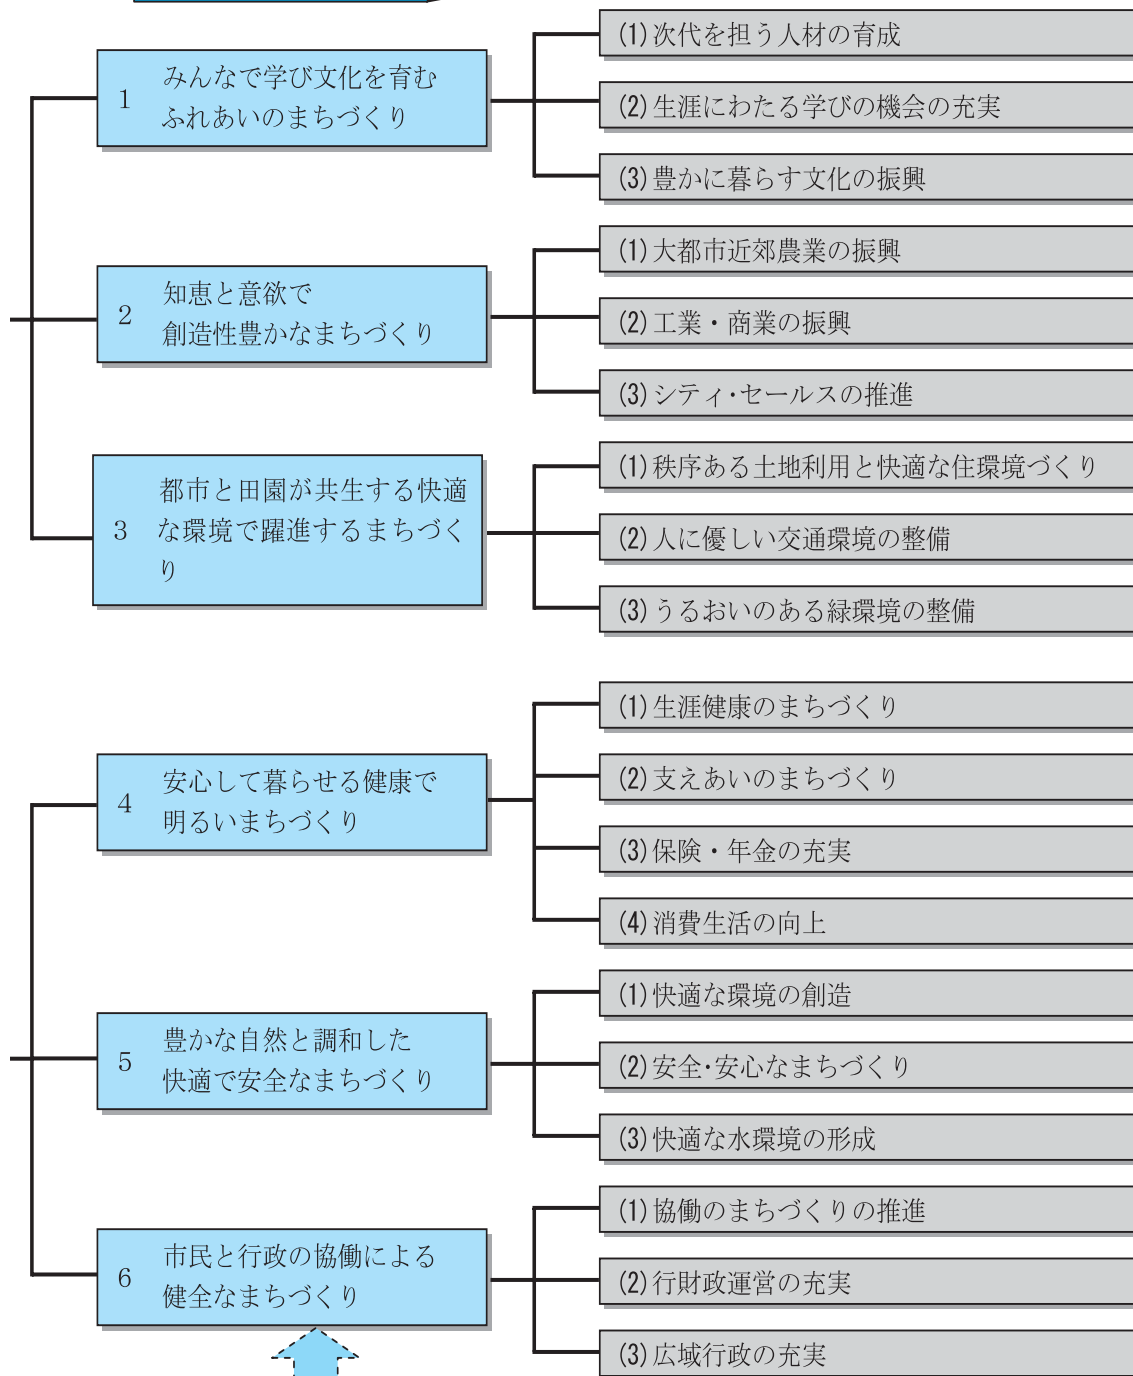 1
みんなで学び文化を育む
ふれあいのまちづくり
(1)次代を担う人材の育成
(2)生涯にわたる学びの機会の充実
(3)豊かに暮らす文化の振興
2
知恵と意欲で
創造性豊かなまちづくり
(1)大都市近郊農業の振興
(2)工業・商業の振興
(3)シティ・セールスの推進
3
都市と田園が共生する快適
な環境で躍進するまちづく
り
(1)秩序ある土地利用と快適な住環境づくり
(2)人に優しい交通環境の整備
(3)うるおいのある緑環境の整備
4
安心して暮らせる健康で
明るいまちづくり
(1)生涯健康のまちづくり
(2)支えあいのまちづくり
(3)保険・年金の充実
(4)消費生活の向上
5
豊かな自然と調和した
快適で安全なまちづくり
(1)快適な環境の創造
(2)安全・安心なまちづくり
(3)快適な水環境の形成
6
市民と行政の協働による
健全なまちづくり
(1)協働のまちづくりの推進
(2)行財政運営の充実
(3)広域行政の充実